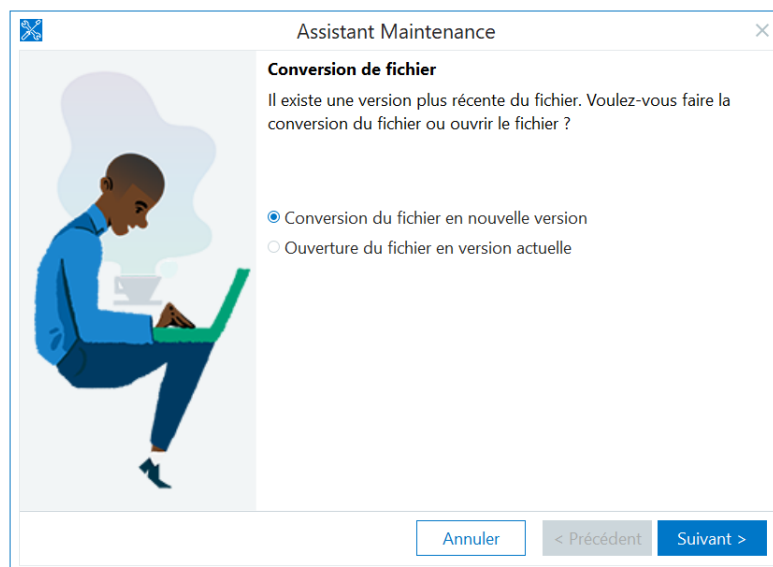 Assistant Maintenance
Conversion de fichier
Il existe une version plus récente du fichier. Voulez-vous faire la
conversion du fichier ou ouvrir le fichier ?
Conversion du fichier en nouvelle version
Ouverture du fichier en version actuelle
Annuler
< Précédent
Suivant >